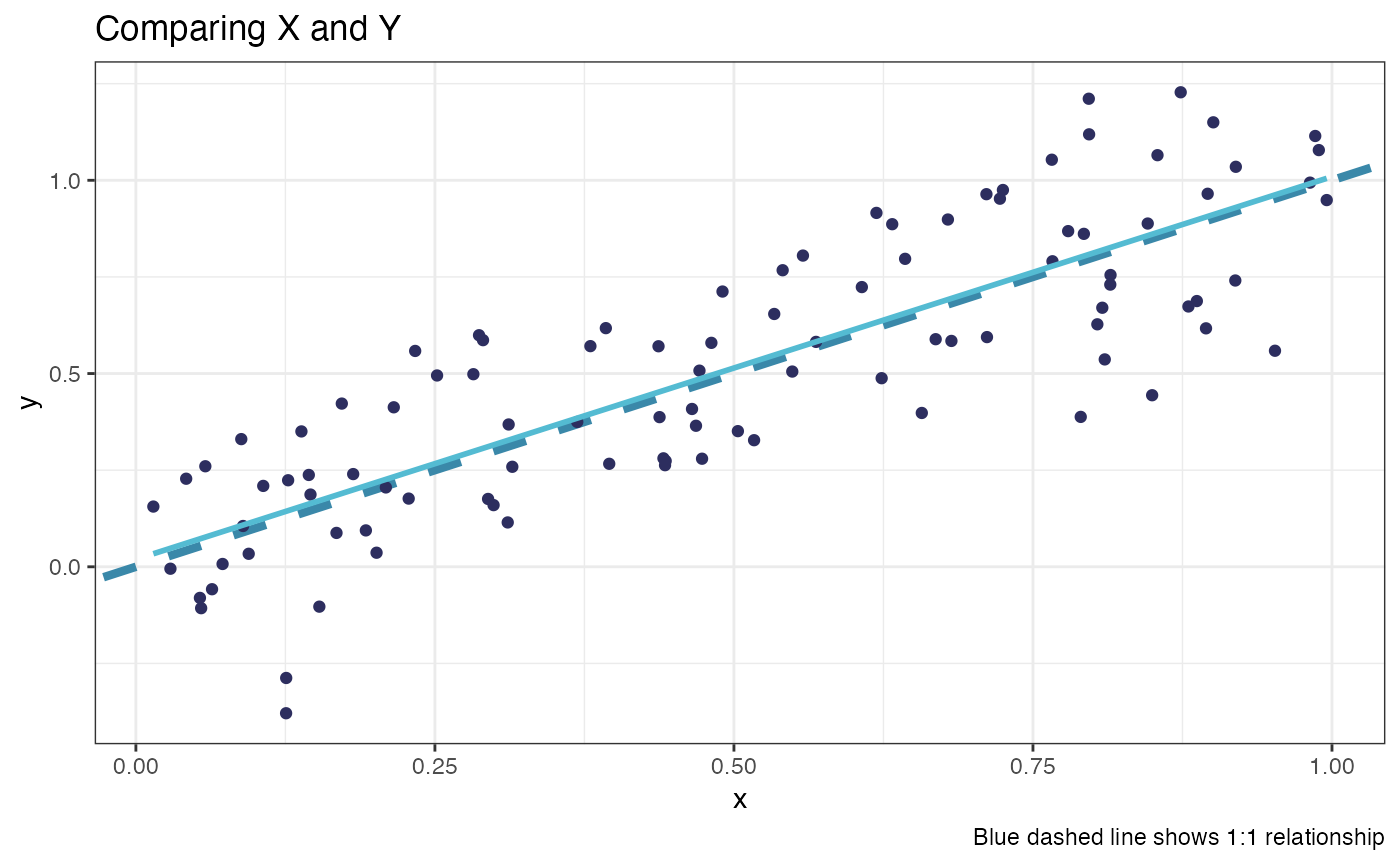 Comparing X and Y
1.0
0.5
0.0
y
0.00 0.25 0.50 0.75 1.00
x
Blue dashed line shows 1:1 relationship